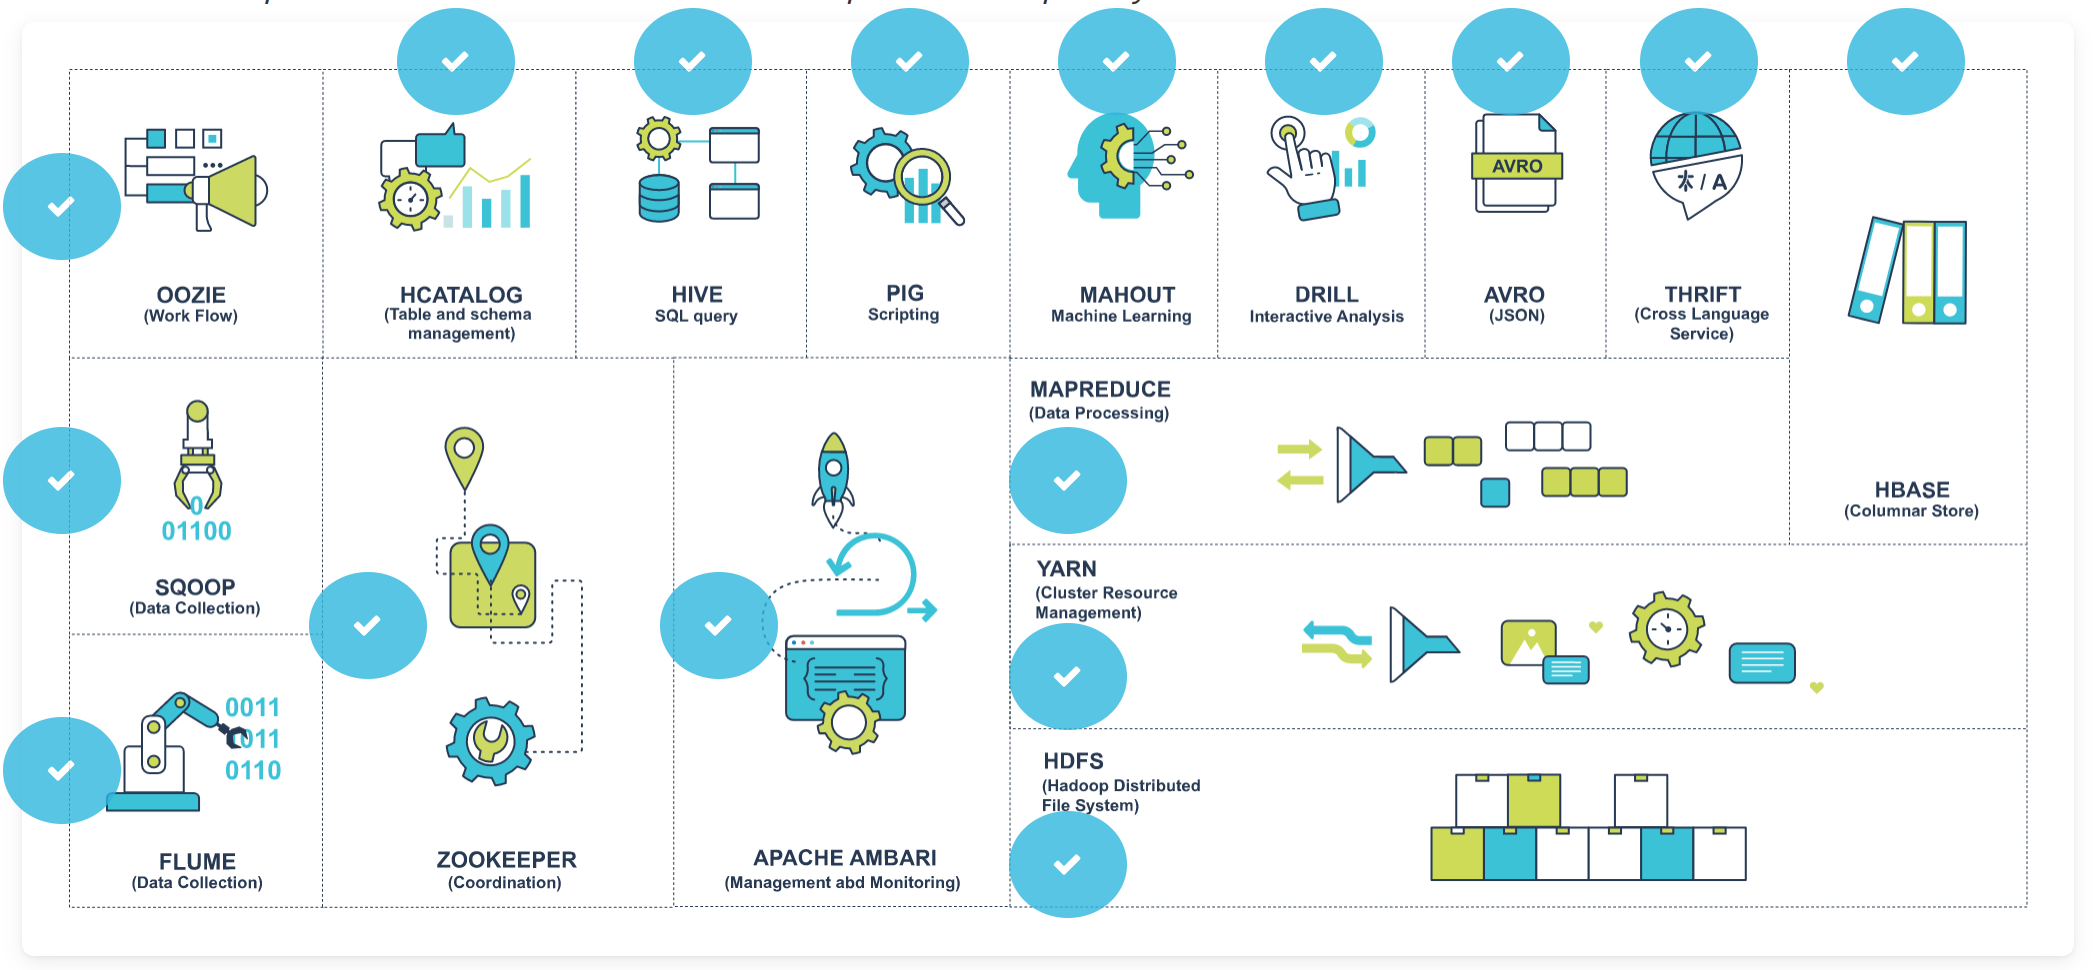 OOZIE
(Work Flow)
HCATALOG
(Table and schema
management)
HIVE
SQL query
PIG
Scripting
MAHOUT
Machine Learning
DRILL
Interactive Analysis
AVRO
AVRO
(JSON)
/ A
THRIFT
(Cross Language
Service)
HBASE
(Columnar Store)
0
01100
SQOOP
(Data Collection)
0011
011
0110
FLUME
(Data Collection)
ZOOKEEPER
(Coordination)
APACHE AMBARI
(Management abd Monitoring)
MAPREDUCE
(Data Processing)
YARN
(Cluster Resource
Management)
HDFS
(Hadoop Distributed
File System)